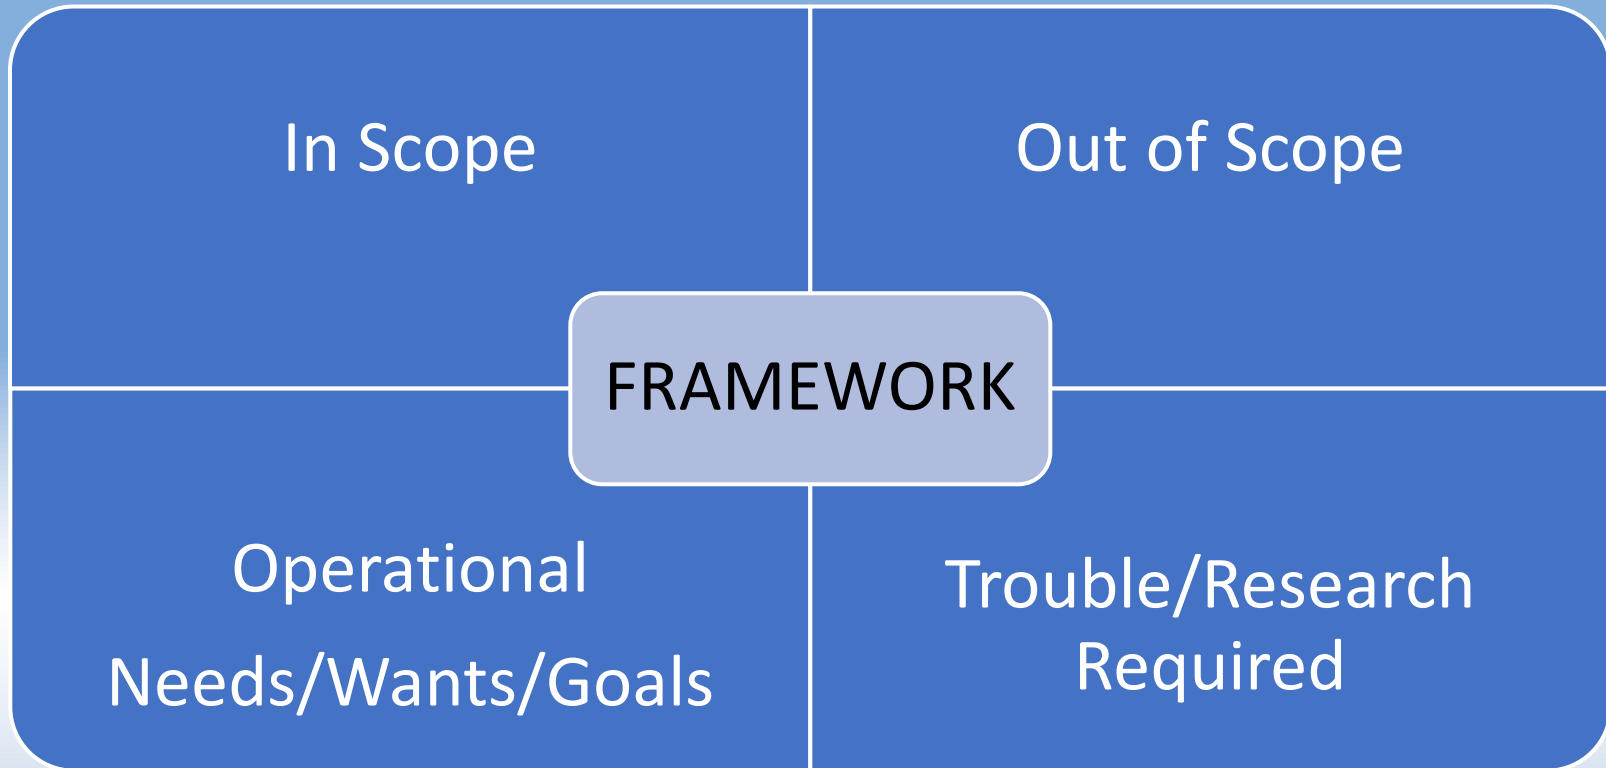 In Scope
Out of Scope
FRAMEWORK
Operational
Needs/Wants/Goals
Trouble/Research
Required